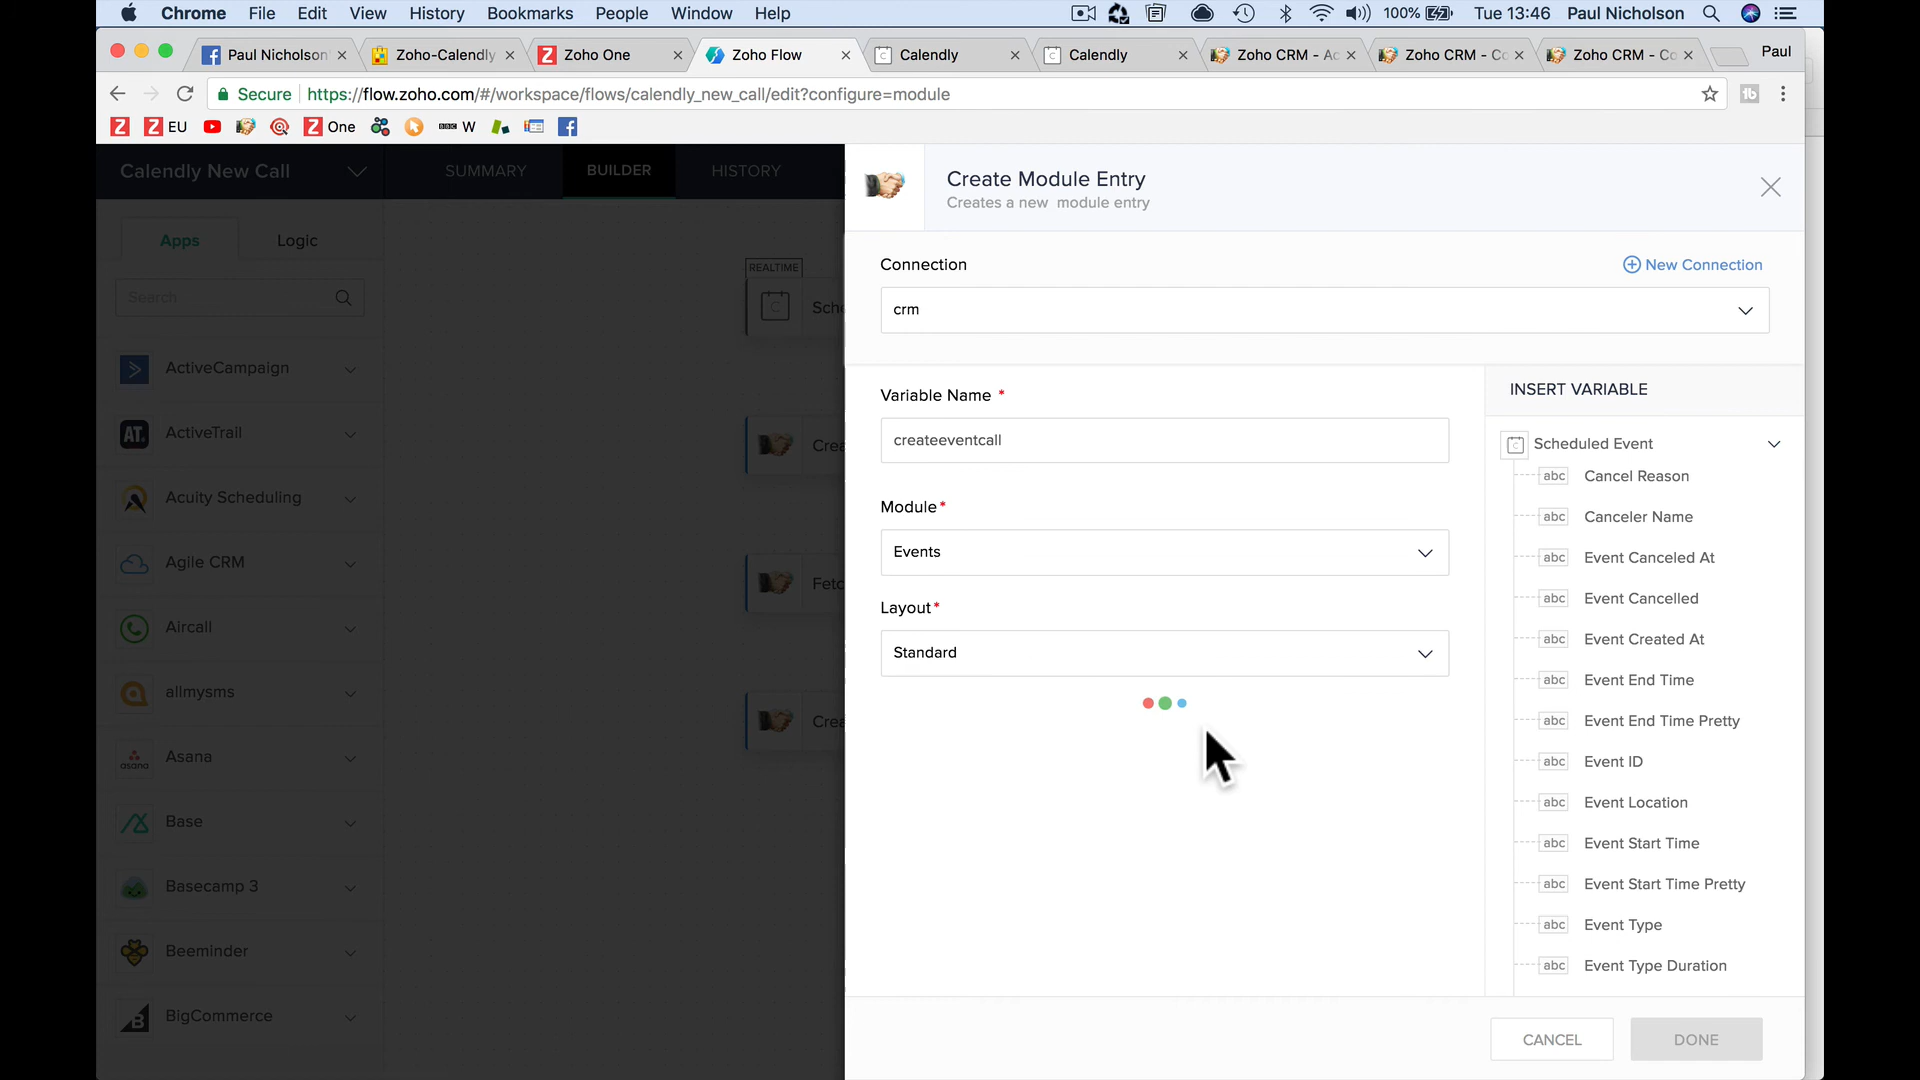 Chrome File Edit View History Bookmarks People Window Help 100% Tue 13:46 Paul Nicholson
Paul Nicholson' Zoho-Calendly Zoho One Zoho Flow Calendly Calendly Zoho CRM - Ac Zoho CRM - Co Zoho CRM - Co Paul
Secure https://flow.zoho.com/#/workspace/flows/calendly_new_call/edit?configure=module
EU One BBC W
Calendly New Call SUMMARY BUILDER HISTORY
Apps Logic
Search
ActiveCampaign
ActiveTrail
Acuity Scheduling
Agile CRM
Aircall
allmysms
asana Asana
Base
Basecamp 3
Beeminder
BigCommerce
REALTIME
Sche
Crea
Fetc
Crea
Create Module Entry
Creates a new module entry
Connection New Connection
crm
Variable Name *
createeventcall
Module*
Events
Layout*
Standard
INSERT VARIABLE
Scheduled Event
abc Cancel Reason
abc Canceler Name
abc Event Canceled At
abc Event Cancelled
abc Event Created At
abc Event End Time
abc Event End Time Pretty
abc Event ID
abc Event Location
abc Event Start Time
abc Event Start Time Pretty
abc Event Type
abc Event Type Duration
CANCEL DONE